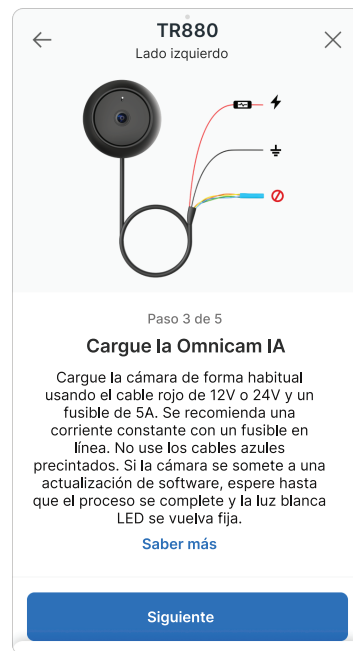 TR880
Lado izquierdo
Paso 3 de 5
Cargue la Omnicam IA
Cargue la cámara de forma habitual
usando el cable rojo de 12V o 24V y un
fusible de 5A. Se recomienda una
corriente constante con un fusible en
línea. No use los cables azules
precintados. Si la cámara se somete a una
actualización de software, espere hasta
que el proceso se complete y la luz blanca
LED se vuelva fija.
Saber más
Siguiente